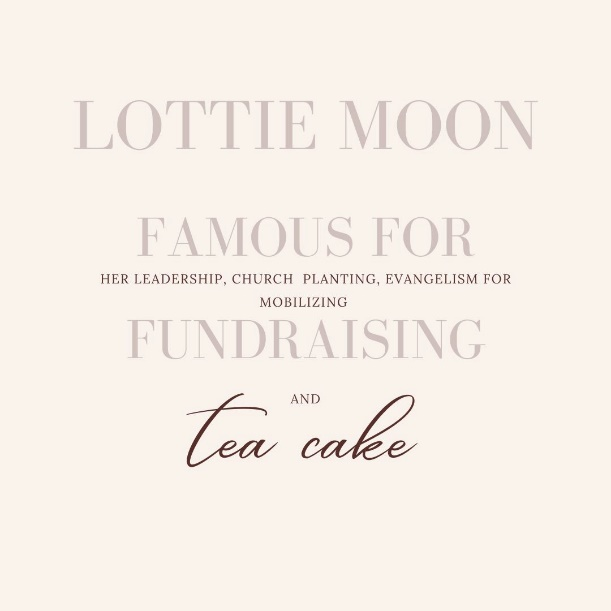 LOTTIE MOON
FAMOUS FOR
HER LEADERSHIP, CHURCH PLANTING, EVANGELISM FOR
MOBILIZING
FUNDRAISING
AND
tea cake